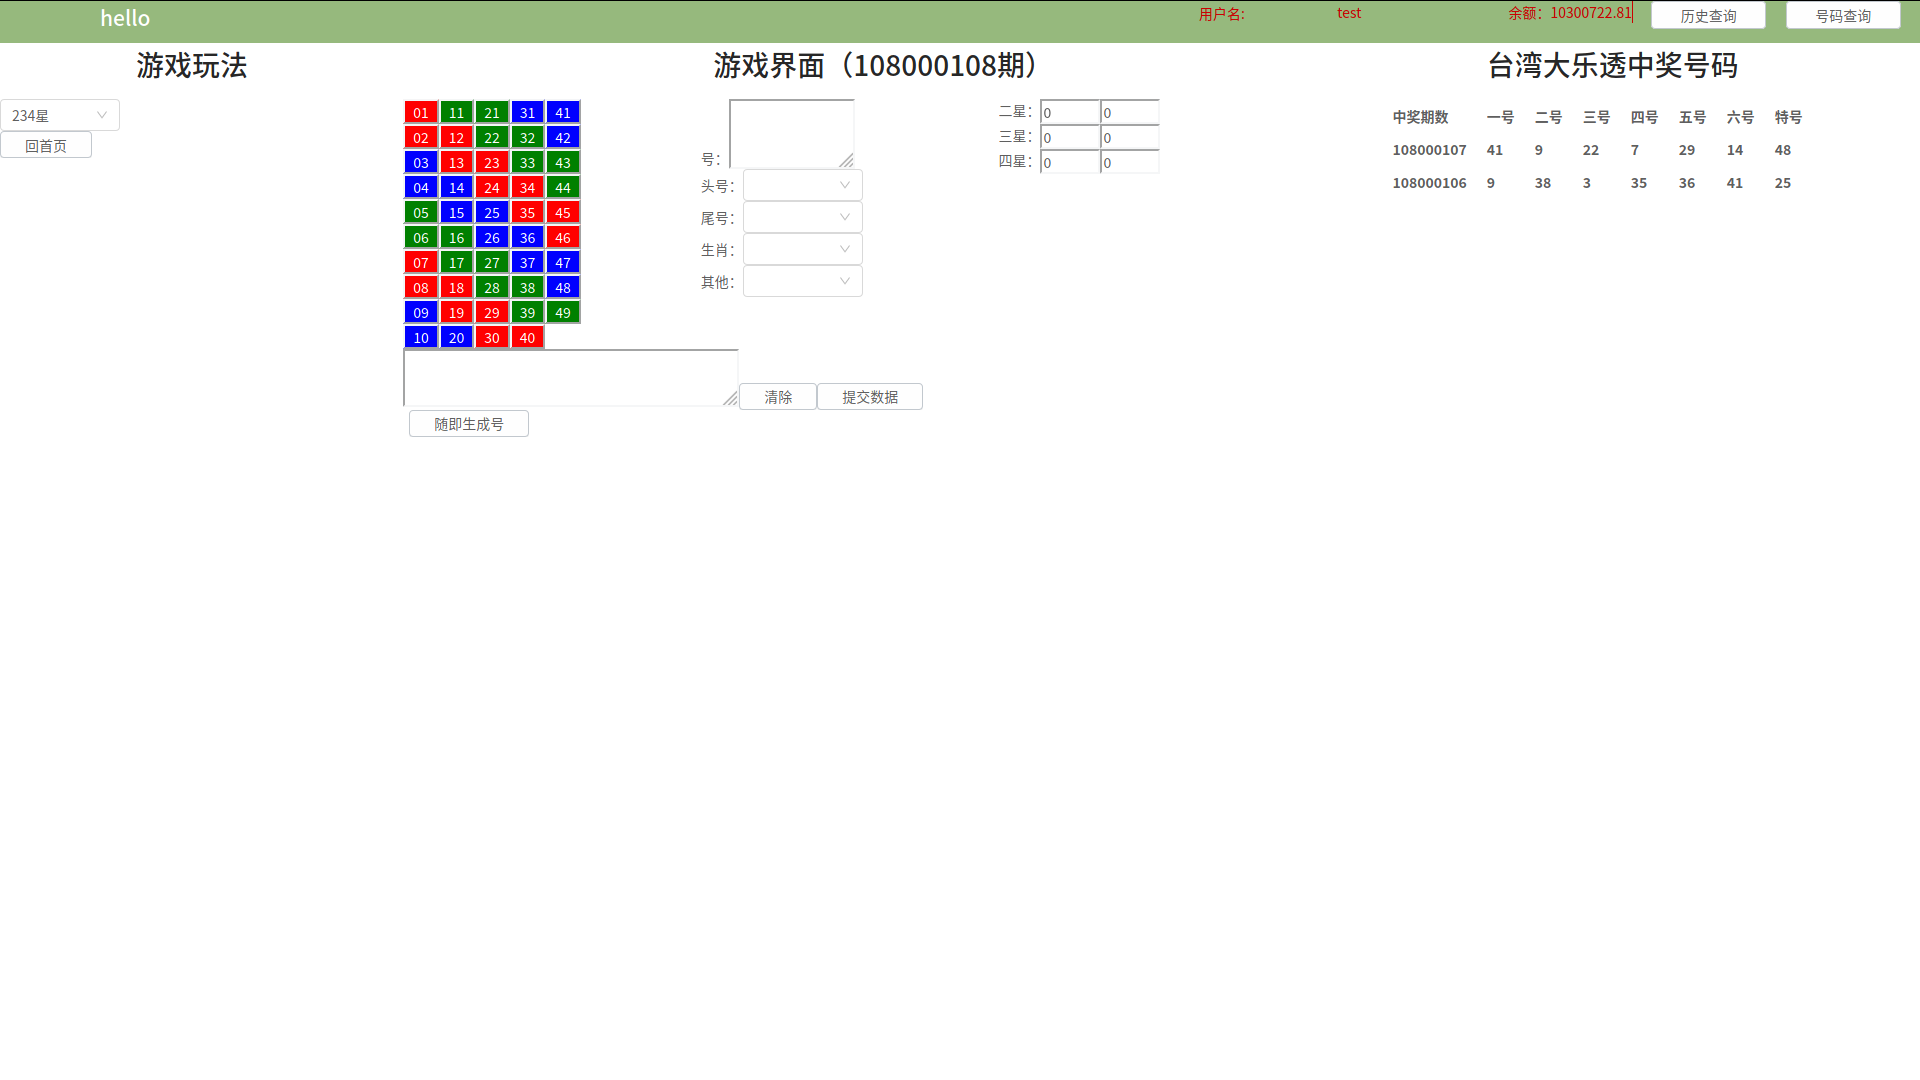 hello 用户名: test 余额：10300722.81 历史查询 号码查询
游戏玩法
234星
回首页
游戏界面（108000108期）
01 11 21 31 41
02 12 22 32 42
03 13 23 33 43
04 14 24 34 44
05 15 25 35 45
06 16 26 36 46
07 17 27 37 47
08 18 28 38 48
09 19 29 39 49
10 20 30 40
号：
头号：
尾号：
生肖：
其他：
二星： 0 0
三星： 0 0
四星： 0 0
清除 提交数据
随即生成号
台湾大乐透中奖号码
中奖期数 一号 二号 三号 四号 五号 六号 特号
108000107 41 9 22 7 29 14 48
108000106 9 38 3 35 36 41 25